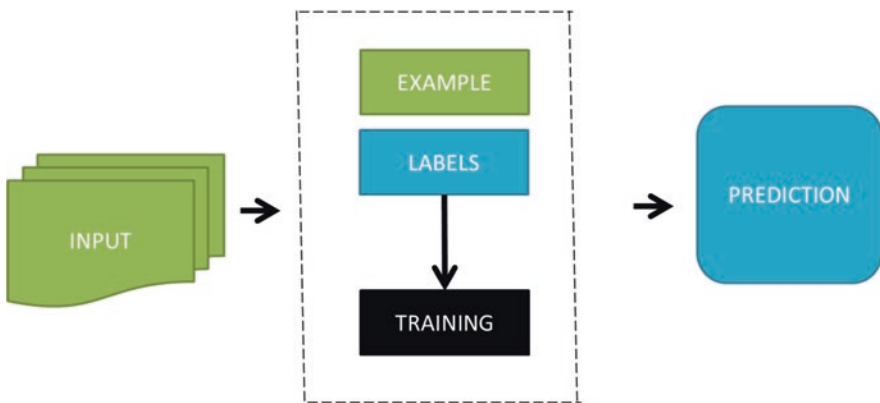 EXAMPLE
LABELS
INPUT
PREDICTION
TRAINING